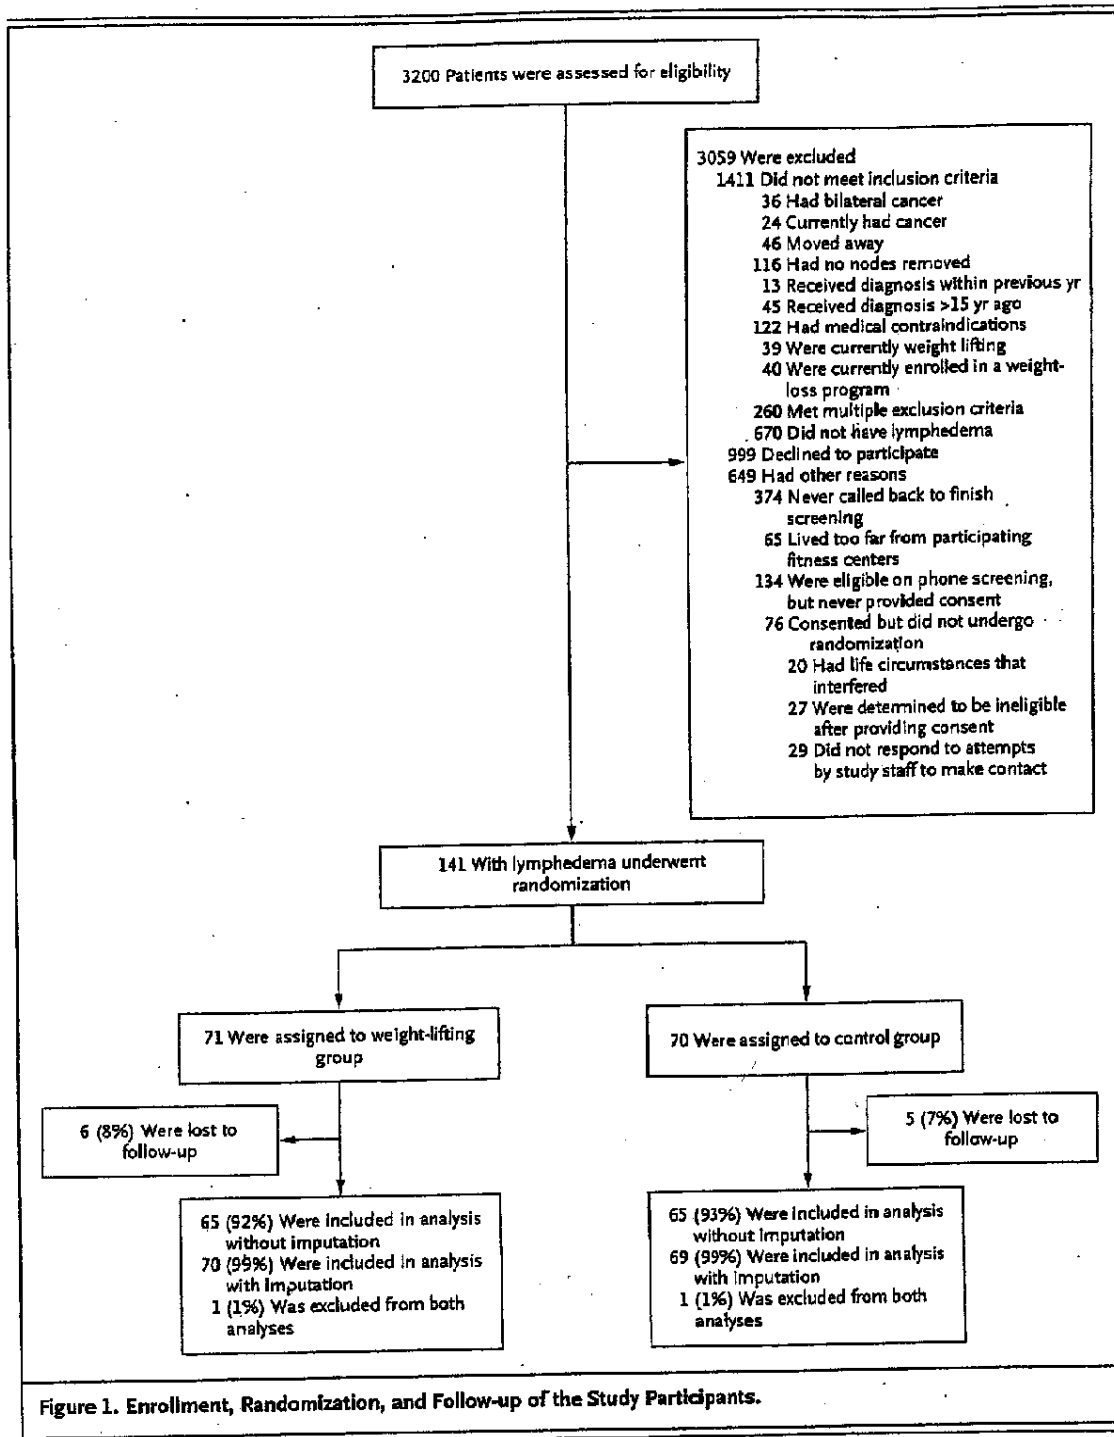 3200 Patients were assessed for eligibility
3059 Were excluded
1411 Did not meet inclusion criteria
36 Had bilateral cancer
24 Currently had cancer
46 Moved away
116 Had no nodes removed
13 Received diagnosis within previous yr
45 Received diagnosis >15 yr ago
122 Had medical contraindications
39 Were currently weight lifting
40 Were currently enrolled in a weight-
loss program
260 Met multiple exclusion criteria
670 Did not have lymphedema
999 Declined to participate
649 Had other reasons
374 Never called back to finish
screening
65 Lived too far from participating
fitness centers
134 Were eligible on phone screening,
but never provided consent
76 Consented but did not undergo
randomization
20 Had life circumstances that
interfered
27 Were determined to be ineligible
after providing consent
29 Did not respond to attempts
by study staff to make contact
141 With lymphedema underwent
randomization
71 Were assigned to weight-lifting
group
70 Were assigned to control group
6 (8%) Were lost to
follow-up
5 (7%) Were lost to
follow-up
65 (92%) Were included in analysis
without imputation
70 (99%) Were included in analysis
with imputation
1 (1%) Was excluded from both
analyses
65 (93%) Were included in analysis
without imputation
69 (99%) Were included in analysis
with imputation
1 (1%) Was excluded from both
analyses
Figure 1. Enrollment, Randomization, and Follow-up of the Study Participants.